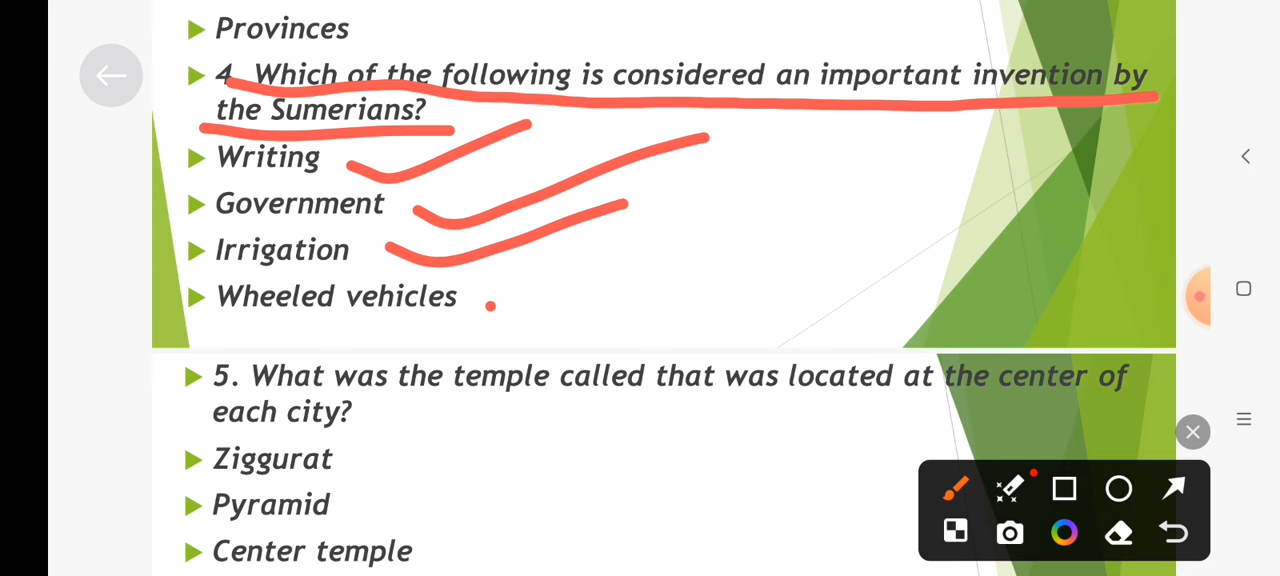 Provinces
4. Which of the following is considered an important invention by
the Sumerians?
Writing
Government
Irrigation
Wheeled vehicles
5. What was the temple called that was located at the center of
each city?
Ziggurat
Pyramid
Center temple